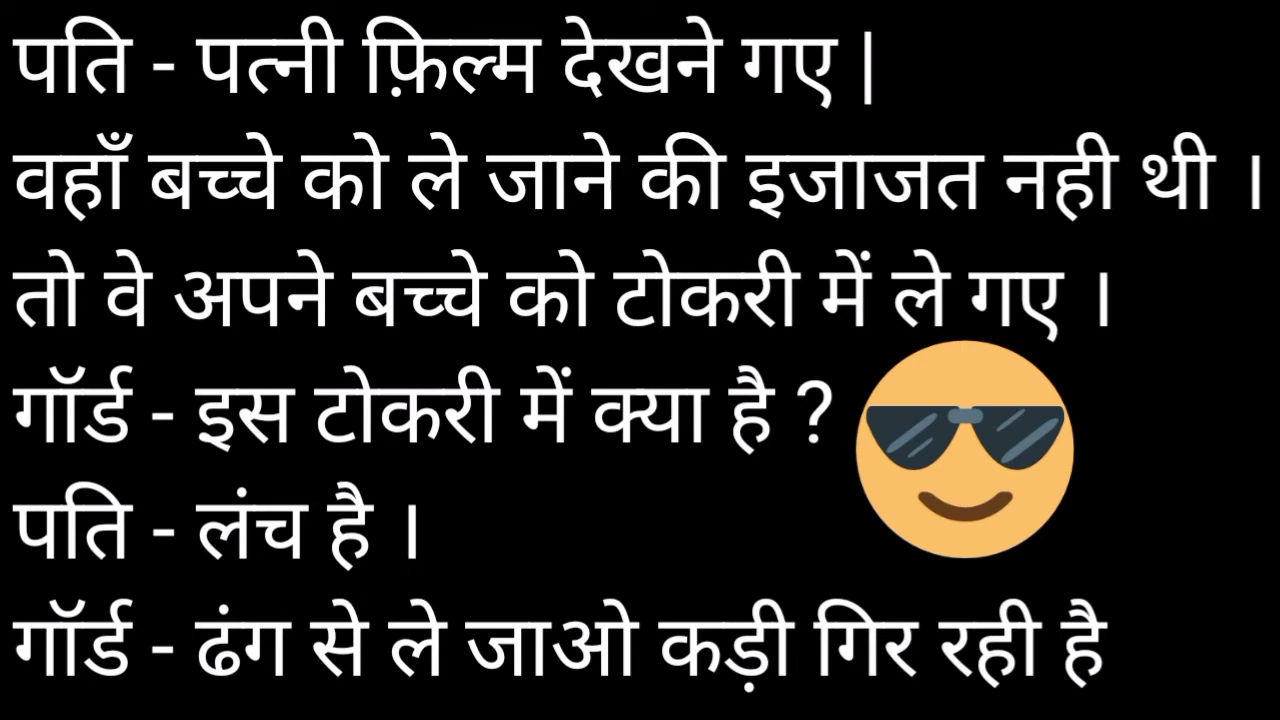 पति - पत्नी फ़िल्म देखने गए |
वहाँ बच्चे को ले जाने की इजाजत नही थी ।
तो वे अपने बच्चे को टोकरी में ले गए ।
गॉर्ड - इस टोकरी में क्या है ?
पति - लंच है ।
गॉर्ड - ढंग से ले जाओ कड़ी गिर रही है